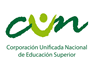 cun
Corporación Unificada Nacional
de Educación Superior